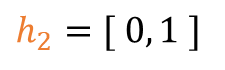 h₂ = [ 0, 1 ]